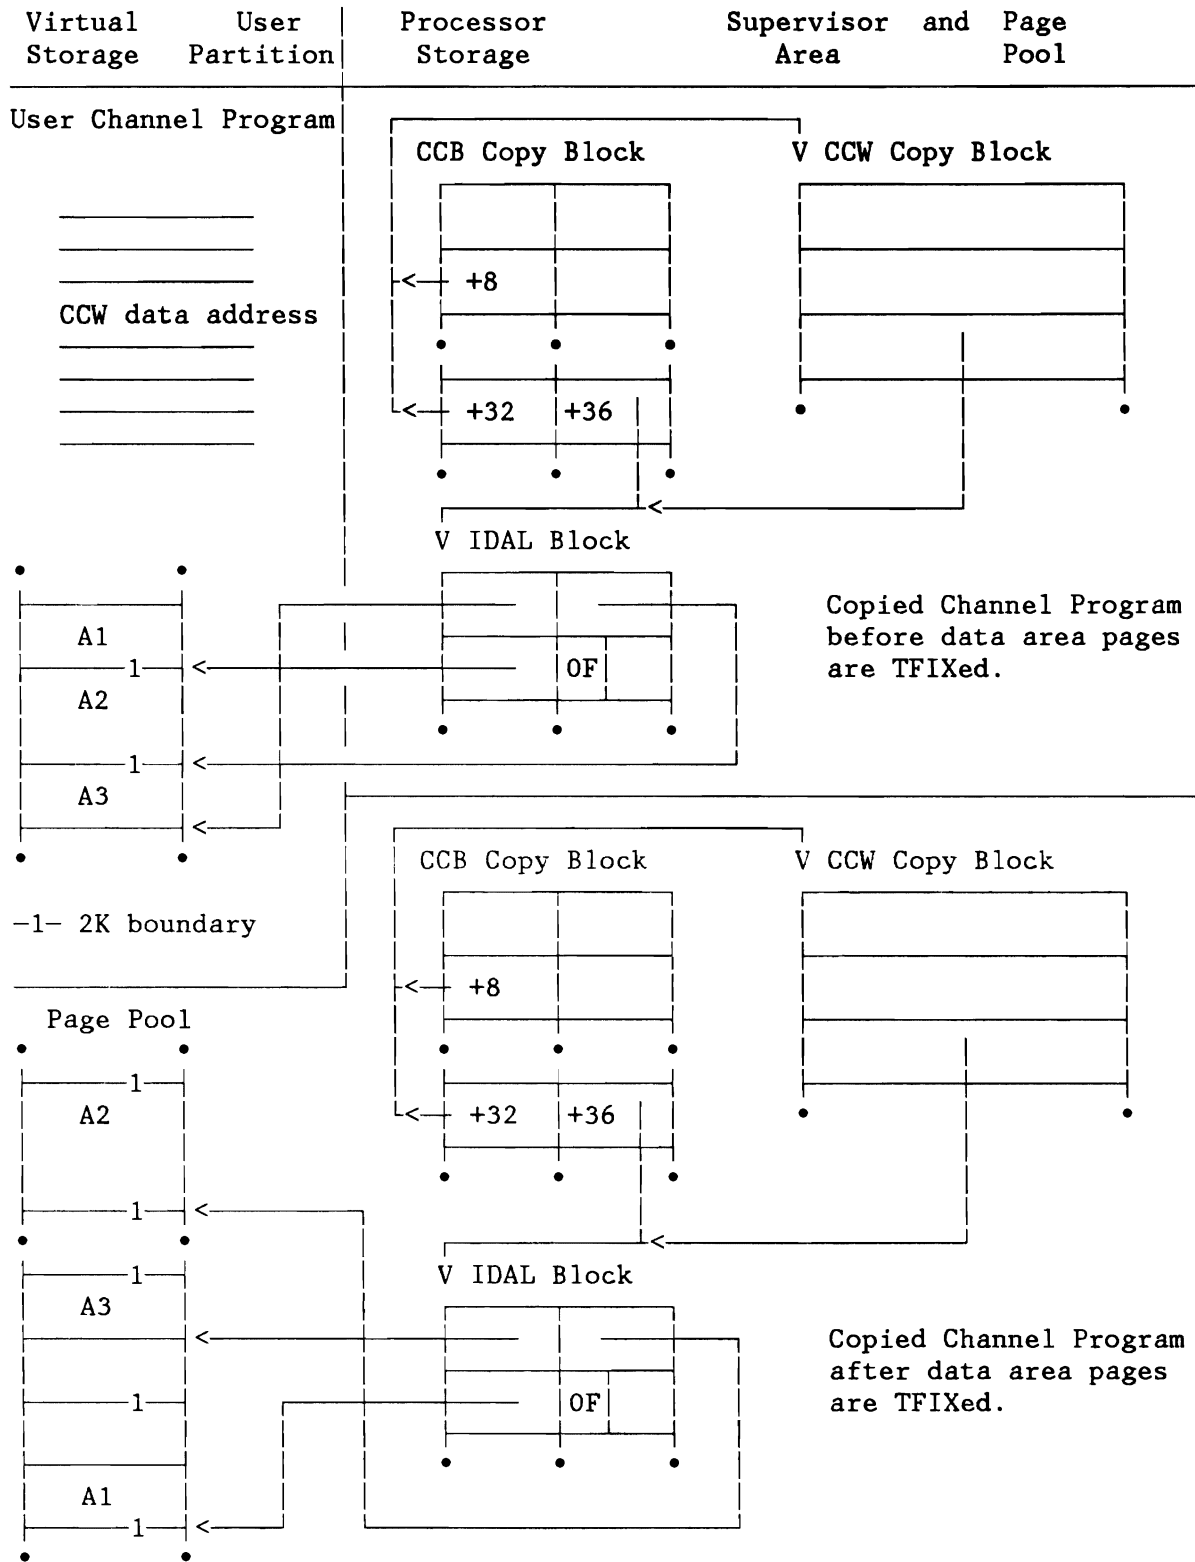 Virtual User Processor Supervisor and Page
Storage Partition Storage Area Pool
User Channel Program
CCB Copy Block V CCW Copy Block
+8
CCW data address
+32 +36
V IDAL Block
A1
1
0F
A2
1
A3
Copied Channel Program
before data area pages
are TFIXed.
CCB Copy Block V CCW Copy Block
-1- 2K boundary
+8
Page Pool
1
A2
+32 +36
1
V IDAL Block
1
A3
1
0F
A1
1
Copied Channel Program
after data area pages
are TFIXed.